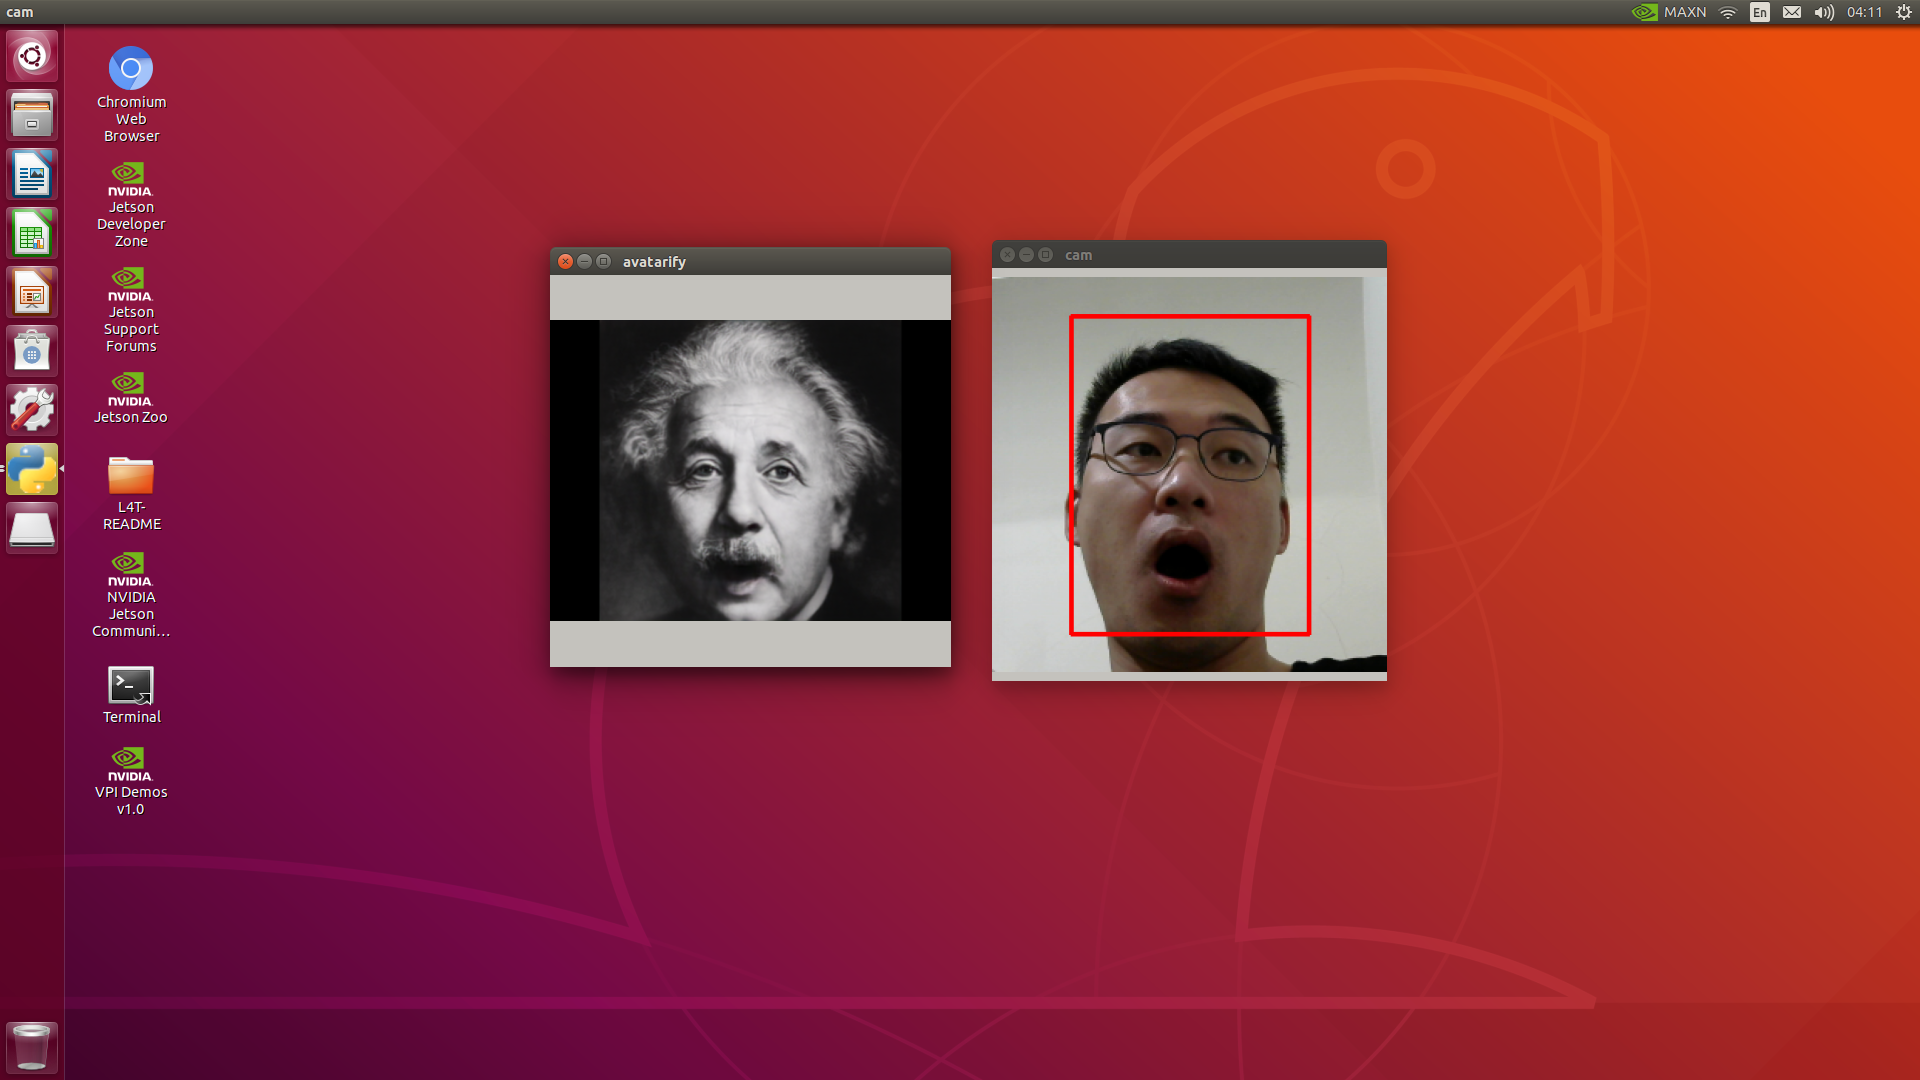 cam
MAXN
En
04:11
Chromium
Web
Browser
NVIDIA.
Jetson
Developer
Zone
NVIDIA.
Jetson
Support
Forums
NVIDIA.
Jetson Zoo
L4T-
README
NVIDIA.
NVIDIA
Jetson
Communi...
>_
Terminal
NVIDIA.
VPI Demos
v1.0
avatarify
cam